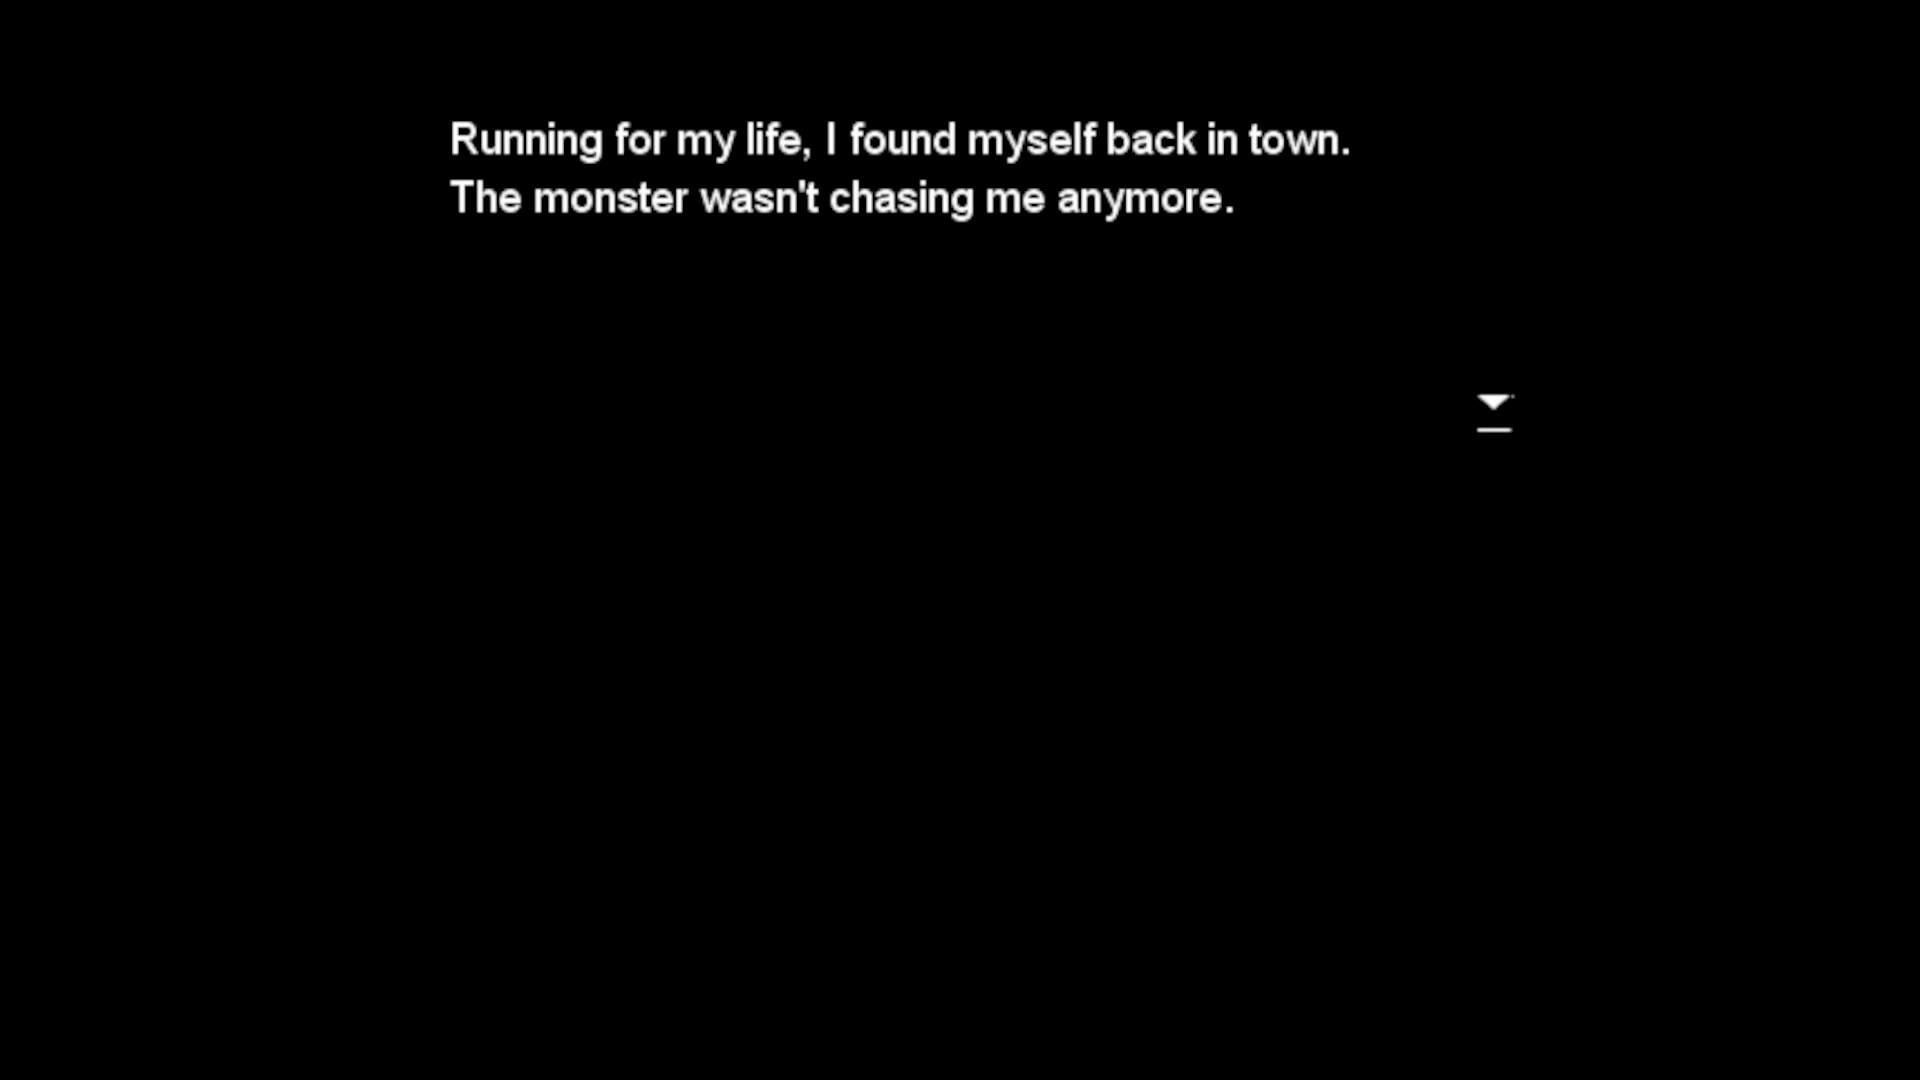 Running for my life, I found myself back in town.
The monster wasn't chasing me anymore.